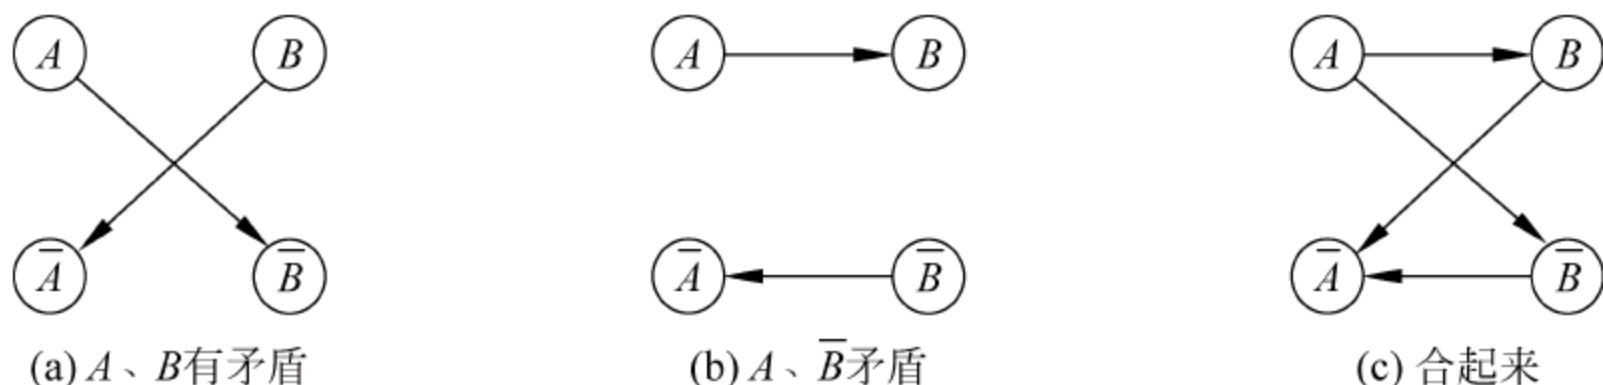 A B A B A B
A̅ B̅ A̅ B̅ A̅ B̅
(a) A、B有矛盾 (b) A、B̅矛盾 (c) 合起来